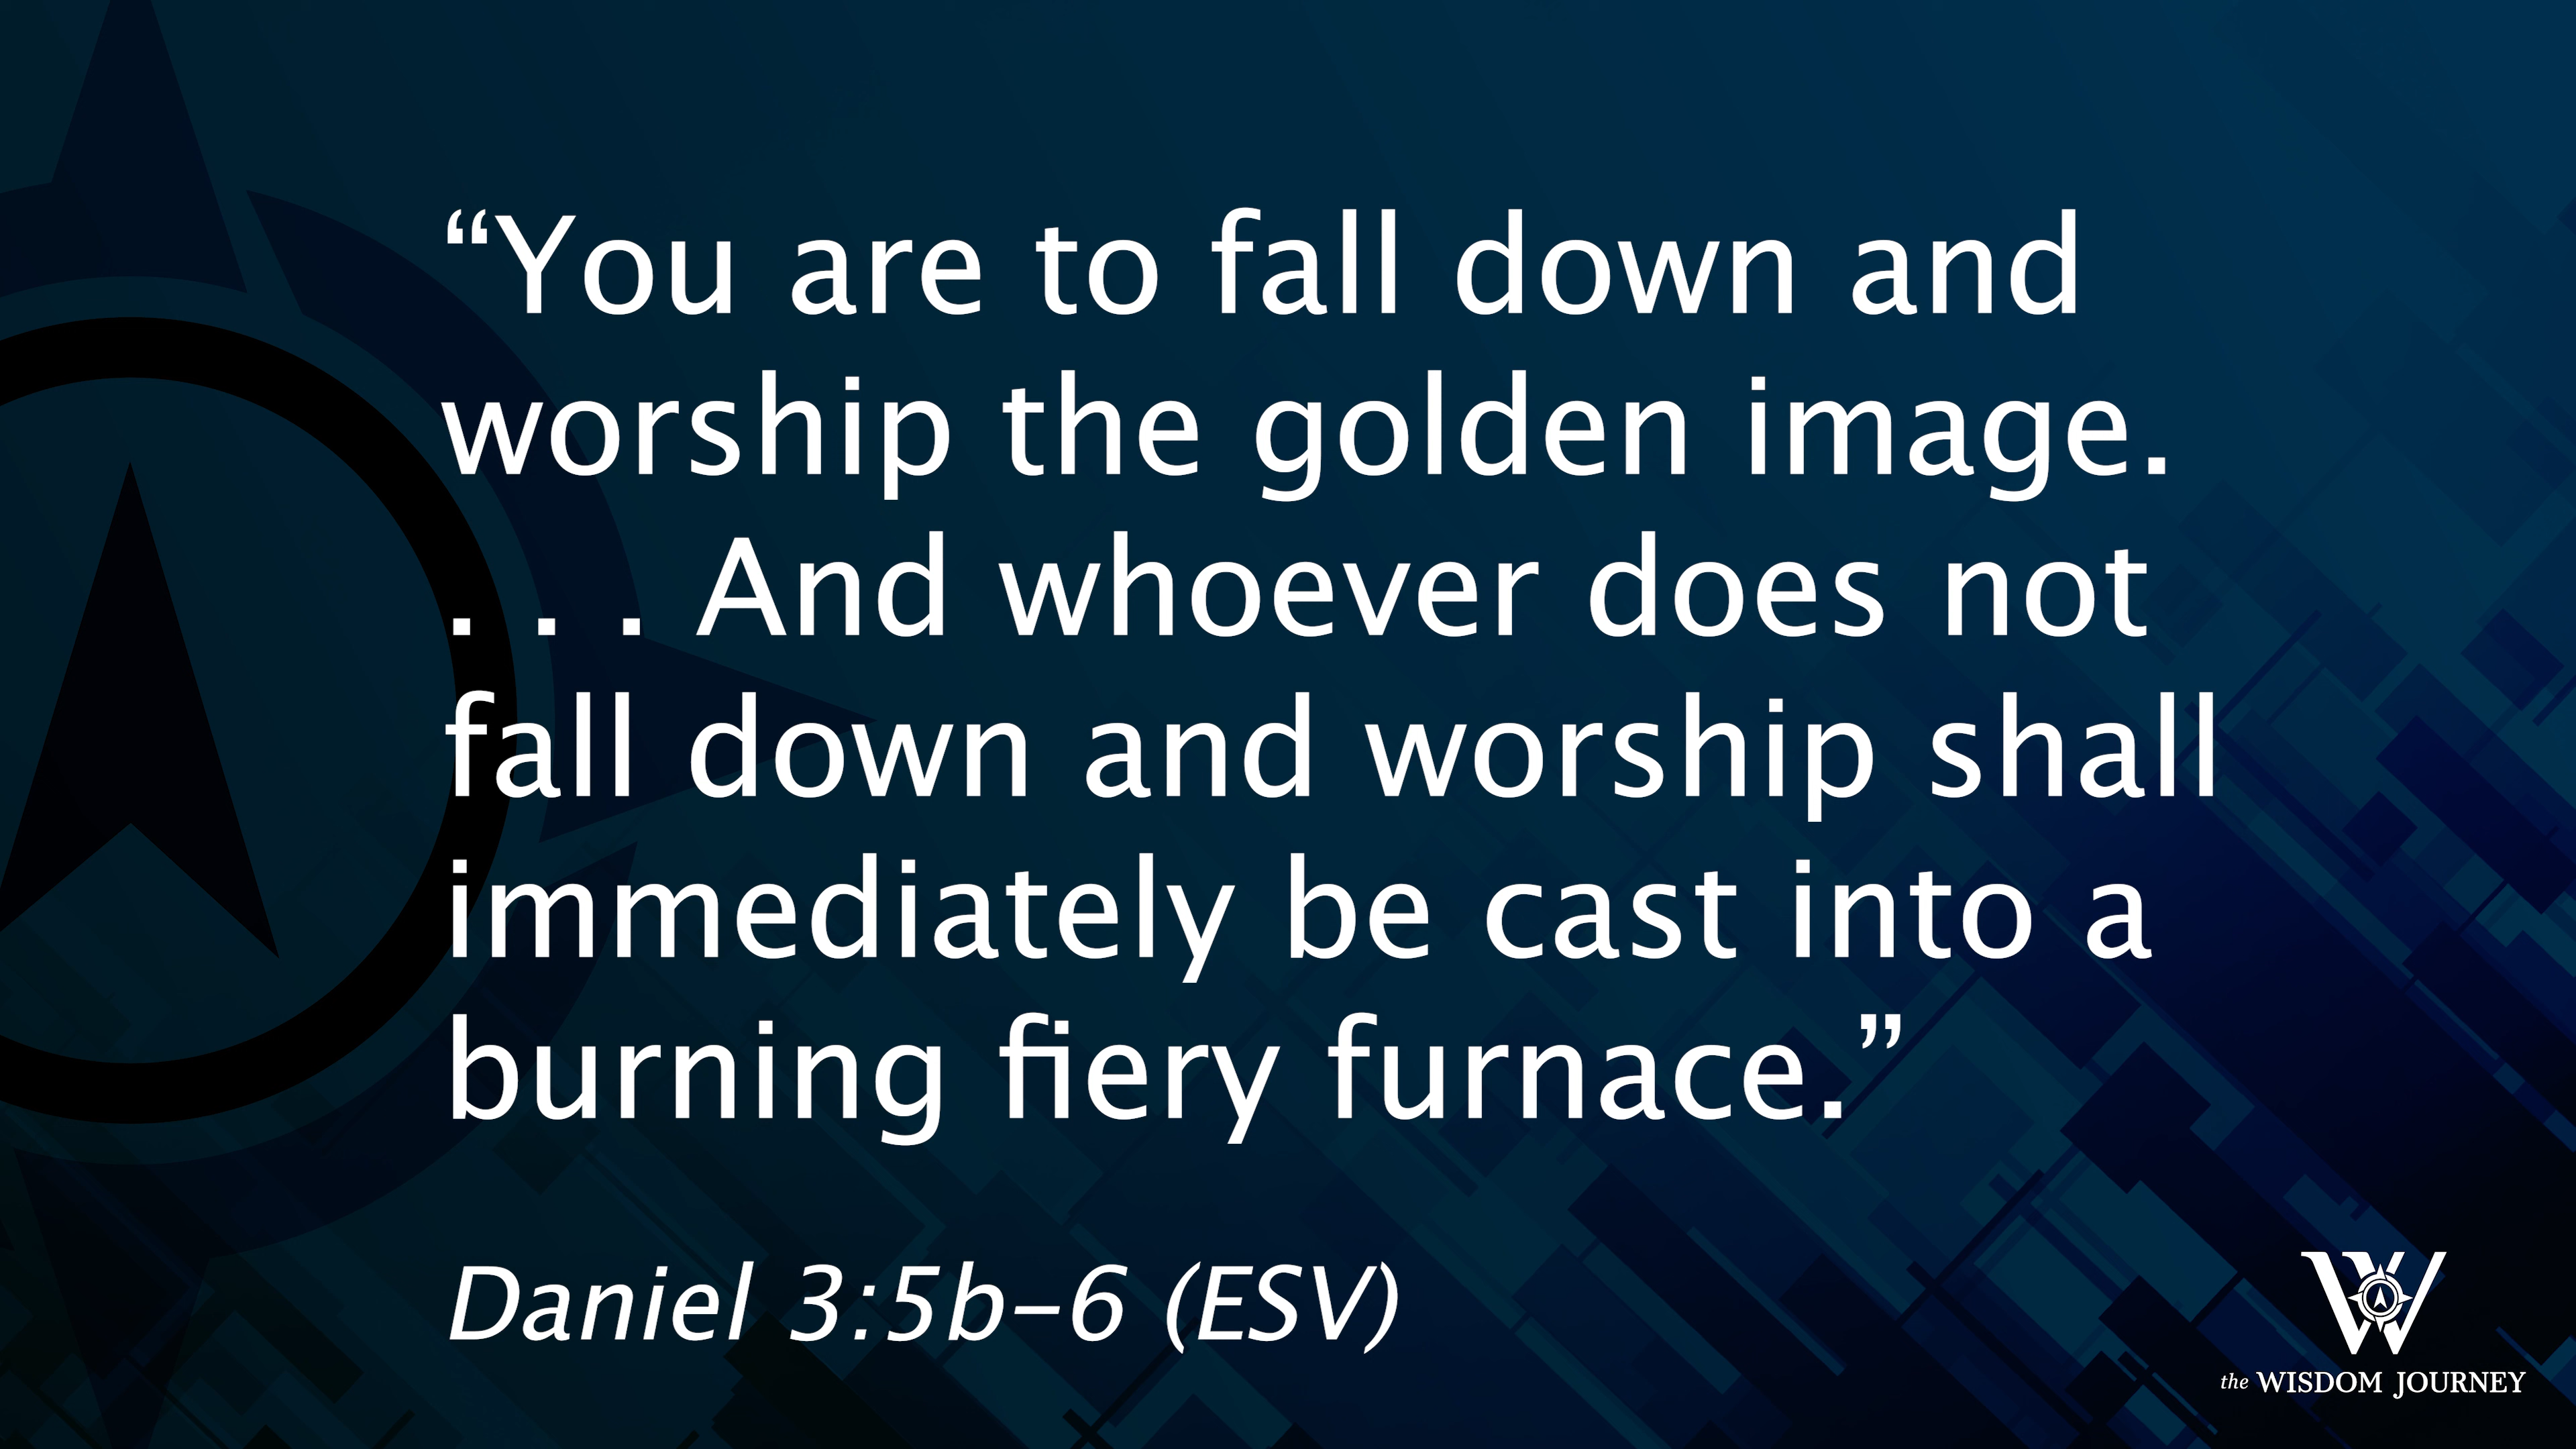 “You are to fall down and
worship the golden image.
. . . And whoever does not
fall down and worship shall
immediately be cast into a
burning fiery furnace.”
Daniel 3:5b–6 (ESV)
W
the WISDOM JOURNEY